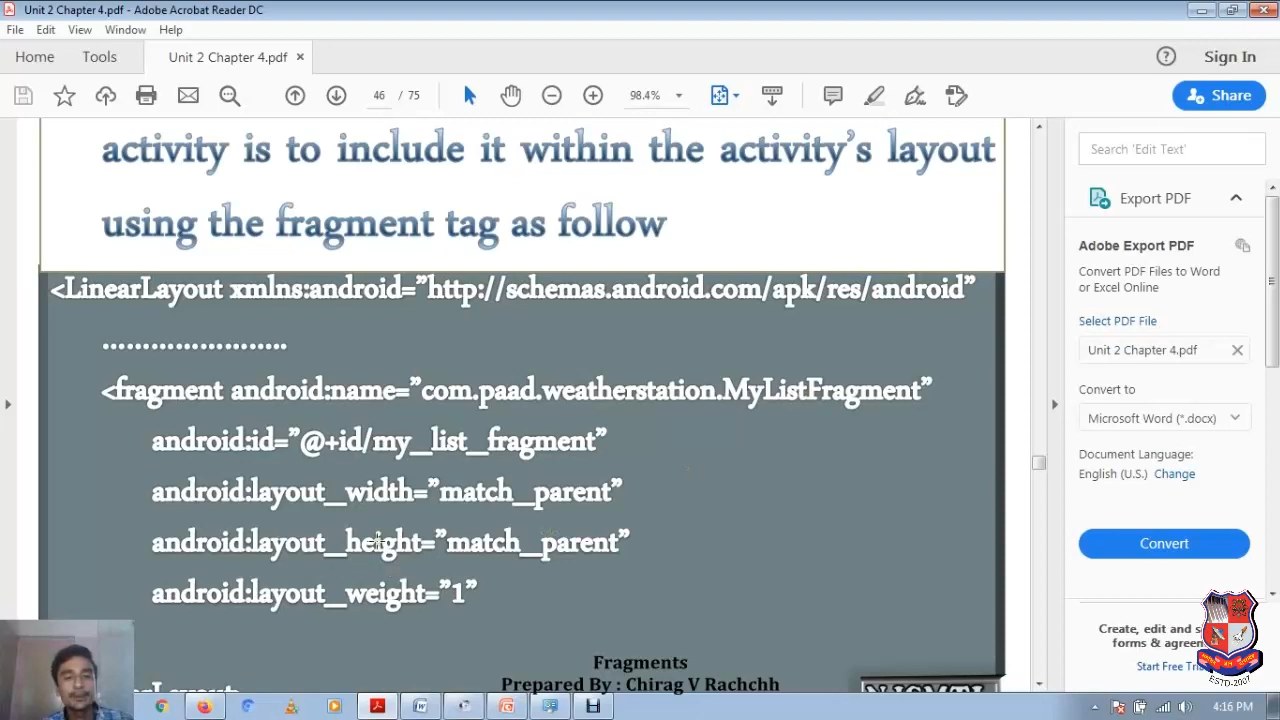 Unit 2 Chapter 4.pdf - Adobe Acrobat Reader DC
File Edit View Window Help
Home Tools Unit 2 Chapter 4.pdf × Sign In
46 / 75 98.4% Share
activity is to include it within the activity's layout
using the fragment tag as follow
<LinearLayout xmlns:android="http://schemas.android.com/apk/res/android"
.......................
<fragment android:name="com.paad.weatherstation.MyListFragment"
android:id="@+id/my_list_fragment"
android:layout_width="match_parent"
android:layout_height="match_parent"
android:layout_weight="1"
Fragments
Prepared By : Chirag V Rachchh
Search 'Edit Text'
Export PDF
Adobe Export PDF
Convert PDF Files to Word
or Excel Online
Select PDF File
Unit 2 Chapter 4.pdf
Convert to
Microsoft Word (*.docx)
Document Language:
English (U.S.) Change
Convert
Create, edit and s
forms & agreem
Start Free Tri
ESTD. 2007
4:16 PM